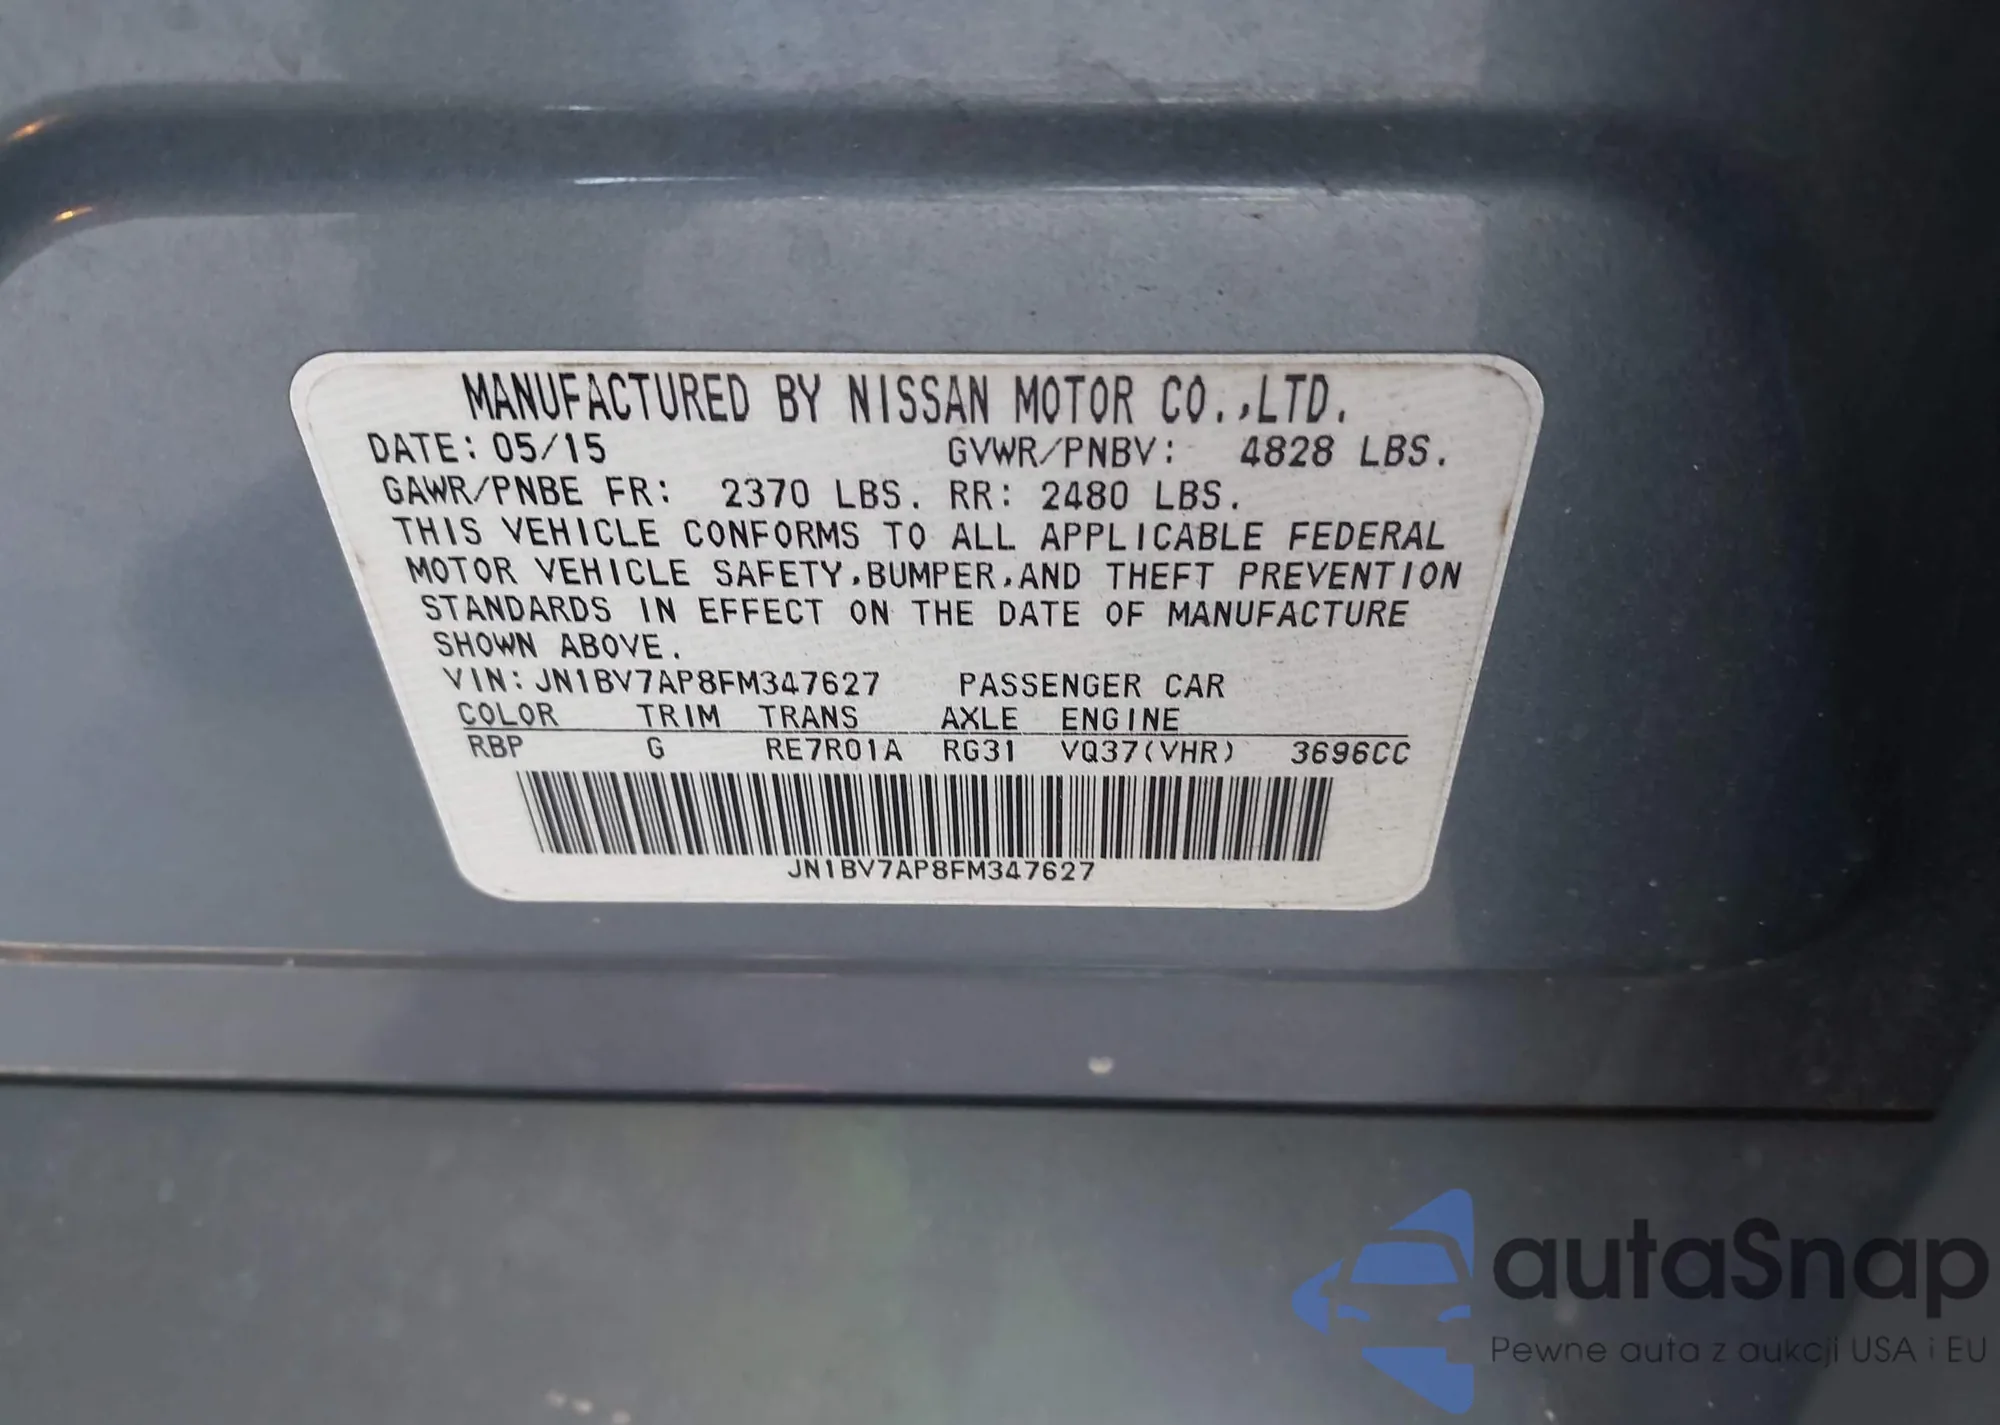 MANUFACTURED BY NISSAN MOTOR CO.,LTD.
DATE: 05/15 GVWR/PNBV: 4828 LBS.
GAWR/PNBE FR: 2370 LBS. RR: 2480 LBS.
THIS VEHICLE CONFORMS TO ALL APPLICABLE FEDERAL
MOTOR VEHICLE SAFETY,BUMPER,AND THEFT PREVENTION
STANDARDS IN EFFECT ON THE DATE OF MANUFACTURE
SHOWN ABOVE.
VIN: JN1BV7AP8FM347627 PASSENGER CAR
COLOR TRIM TRANS AXLE ENGINE
RBP G RE7R01A RG31 VQ37(VHR) 3696CC
JN1BV7AP8FM347627
autaSnap
Pewne auta z aukcji USA i EU